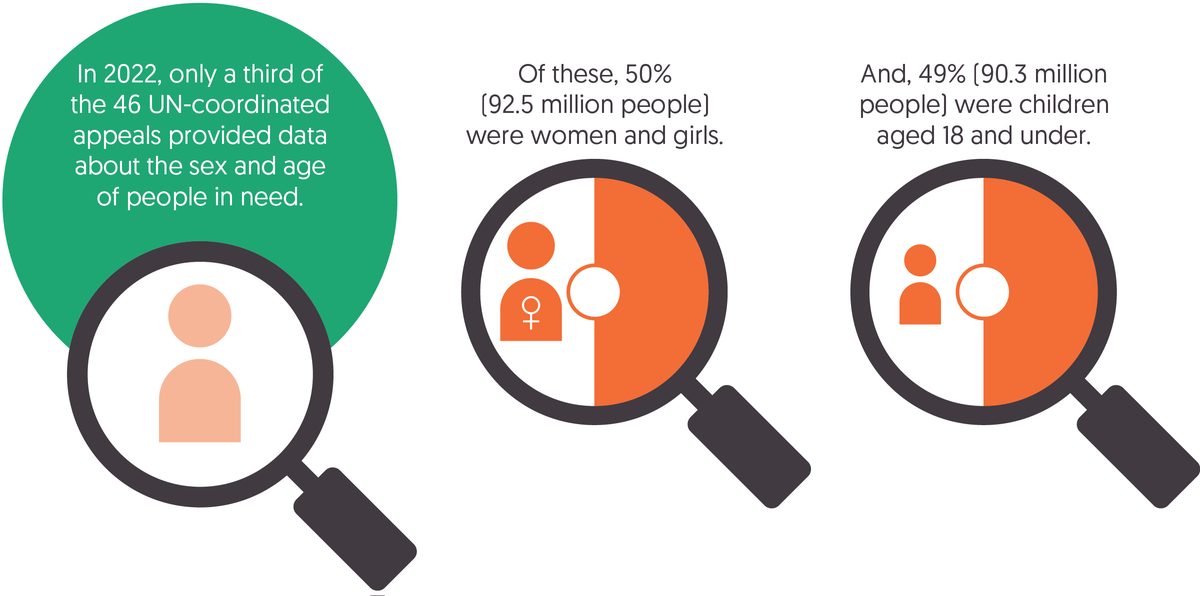 In 2022, only a third of
the 46 UN-coordinated
appeals provided data
about the sex and age
of people in need.
Of these, 50%
(92.5 million people)
were women and girls.
And, 49% (90.3 million
people) were children
aged 18 and under.